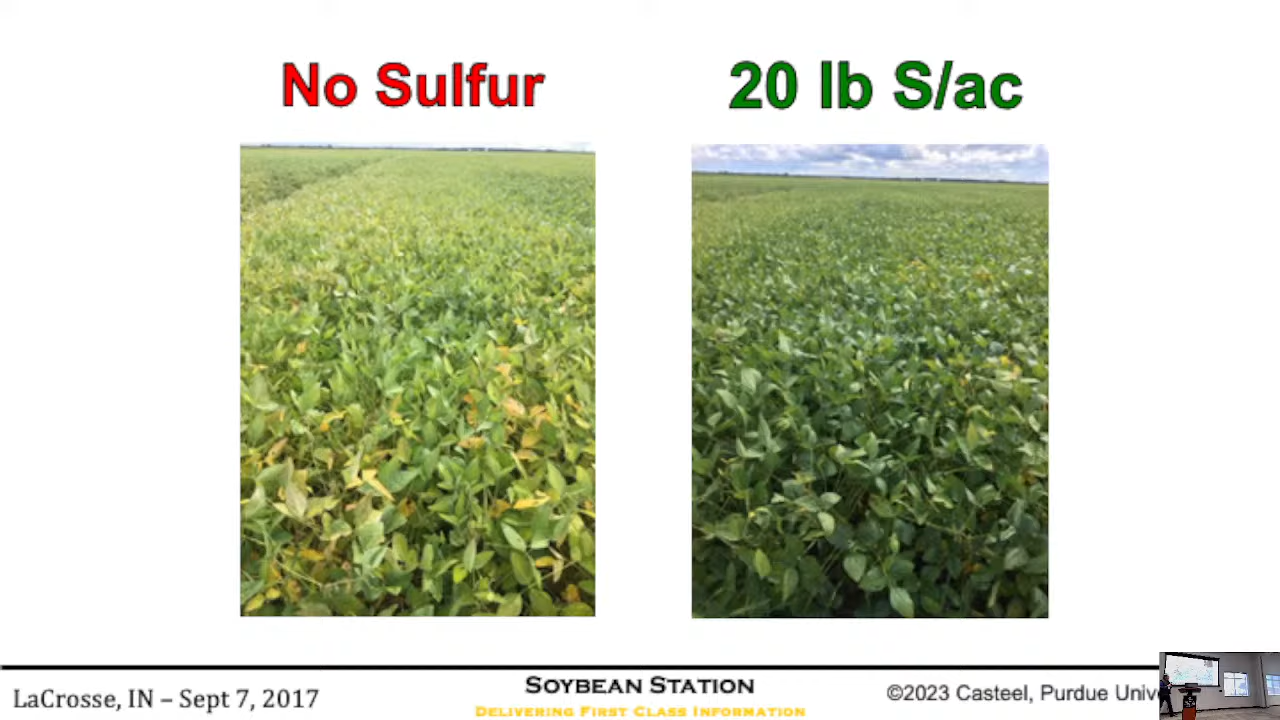 No Sulfur
20 lb S/ac
LaCrosse, IN – Sept 7, 2017
Soybean Station
Delivering First Class Information
©2023 Casteel, Purdue